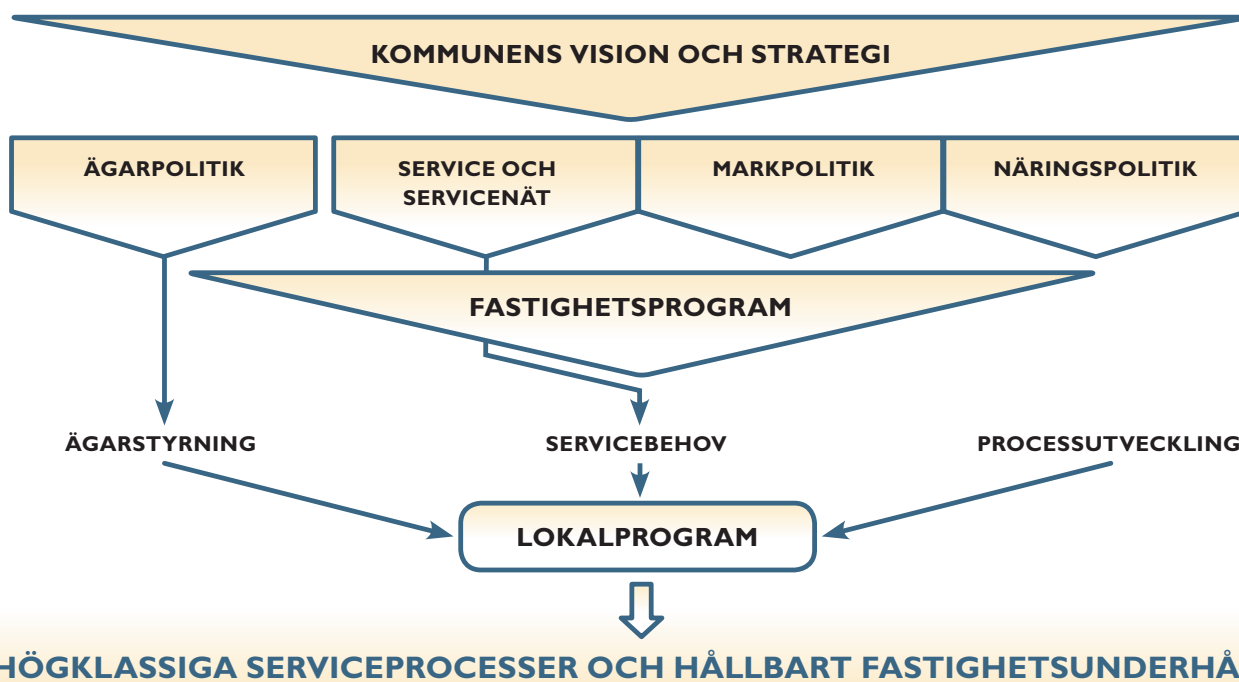 KOMMUNENS VISION OCH STRATEGI
ÄGARPOLITIK
SERVICE OCH
SERVICENÄT
MARKPOLITIK
NÄRINGSPOLITIK
FASTIGHETSPROGRAM
ÄGARSTYRNING
SERVICEBEHOV
PROCESSUTVECKLING
LOKALPROGRAM
HÖGKLASSIGA SERVICEPROCESSER OCH HÅLLBART